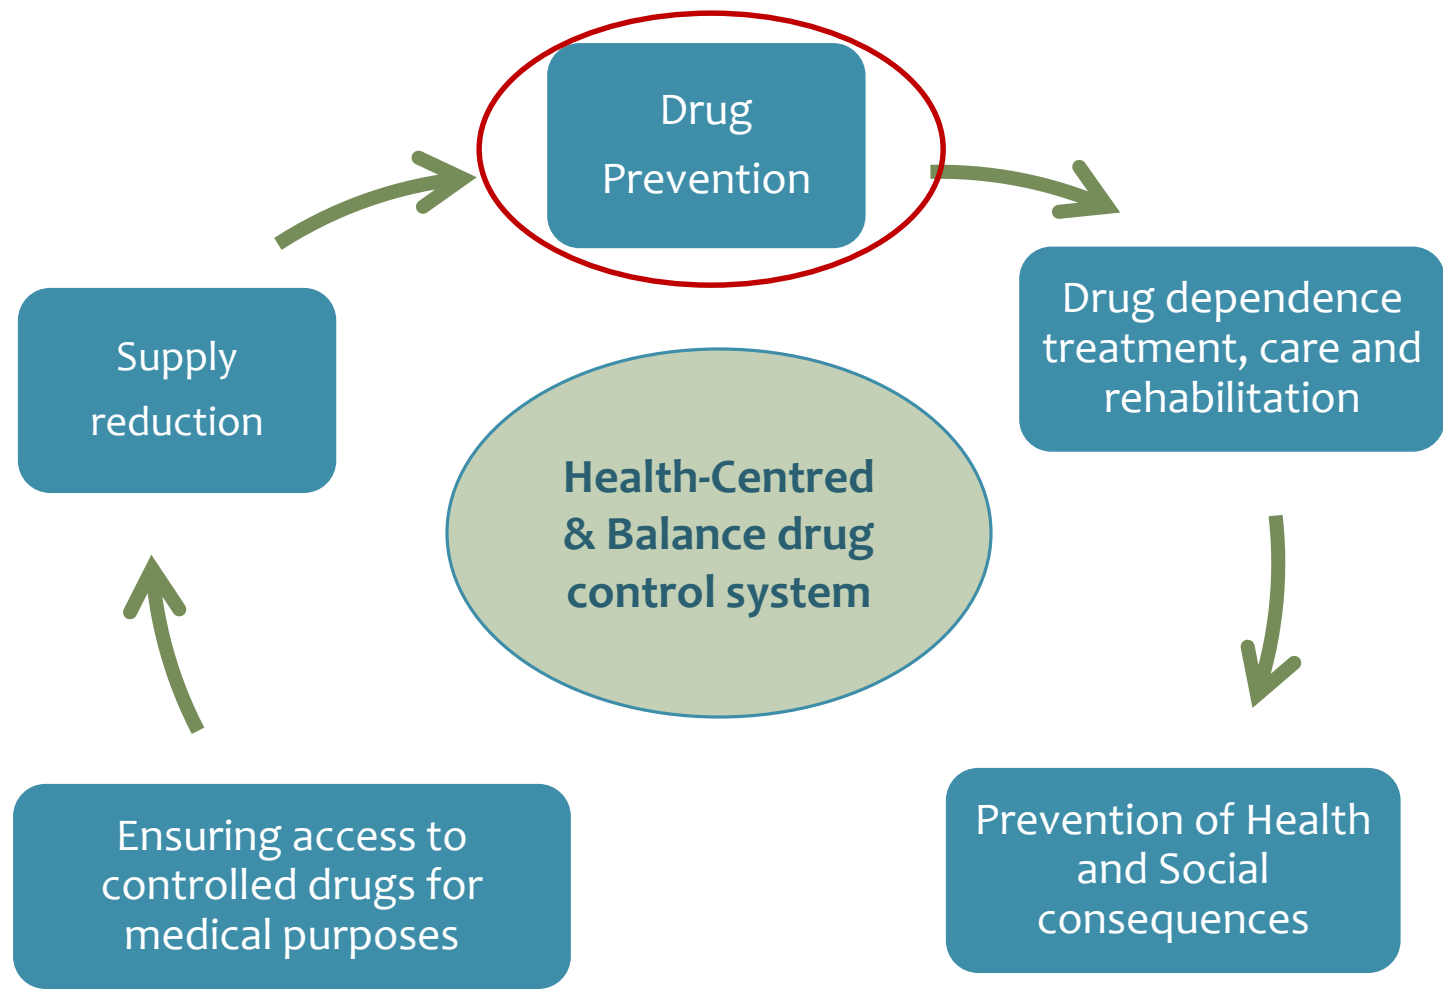 Drug
Prevention
Supply
reduction
Drug dependence
treatment, care and
rehabilitation
Health-Centred
& Balance drug
control system
Ensuring access to
controlled drugs for
medical purposes
Prevention of Health
and Social
consequences